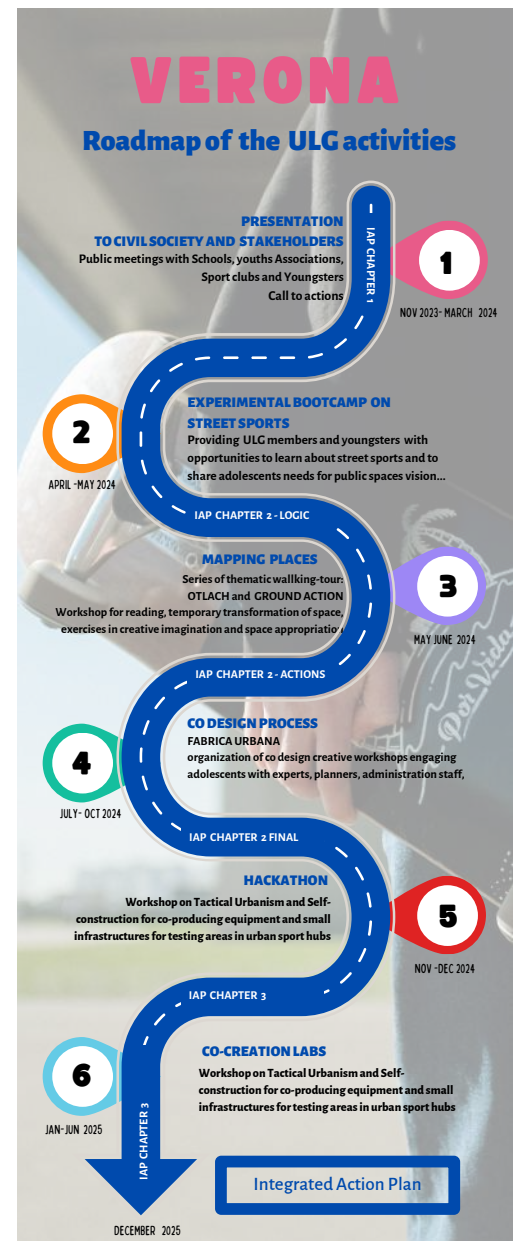 VERONA
Roadmap of the ULG activities
PRESENTATION
TO CIVIL SOCIETY AND STAKEHOLDERS
Public meetings with Schools, youths Associations,
Sport clubs and Youngsters
Call to actions
IAP CHAPTER 1
1
NOV 2023- MARCH 2024
2
APRIL -MAY 2024
EXPERIMENTAL BOOTCAMP ON
STREET SPORTS
Providing ULG members and youngsters with
opportunities to learn about street sports and to
share adolescents needs for public spaces vision...
IAP CHAPTER 2 - LOGIC
MAPPING PLACES
Series of thematic wallking-tour:
OTLACH and GROUND ACTION
Workshop for reading, temporary transformation of space,
exercises in creative imagination and space appropriation
3
MAY JUNE 2024
Por Vida
IAP CHAPTER 2 - ACTIONS
4
JULY- OCT 2024
CO DESIGN PROCESS
FABRICA URBANA
organization of co design creative workshops engaging
adolescents with experts, planners, administration staff,
IAP CHAPTER 2 FINAL
HACKATHON
Workshop on Tactical Urbanism and Self-
construction for co-producing equipment and small
infrastructures for testing areas in urban sport hubs
5
NOV -DEC 2024
IAP CHAPTER 3
6
JAN-JUN 2025
CO-CREATION LABS
Workshop on Tactical Urbanism and Self-
construction for co-producing equipment and small
infrastructures for testing areas in urban sport hubs
IAP CHAPTER 3
Integrated Action Plan
DECEMBER 2025